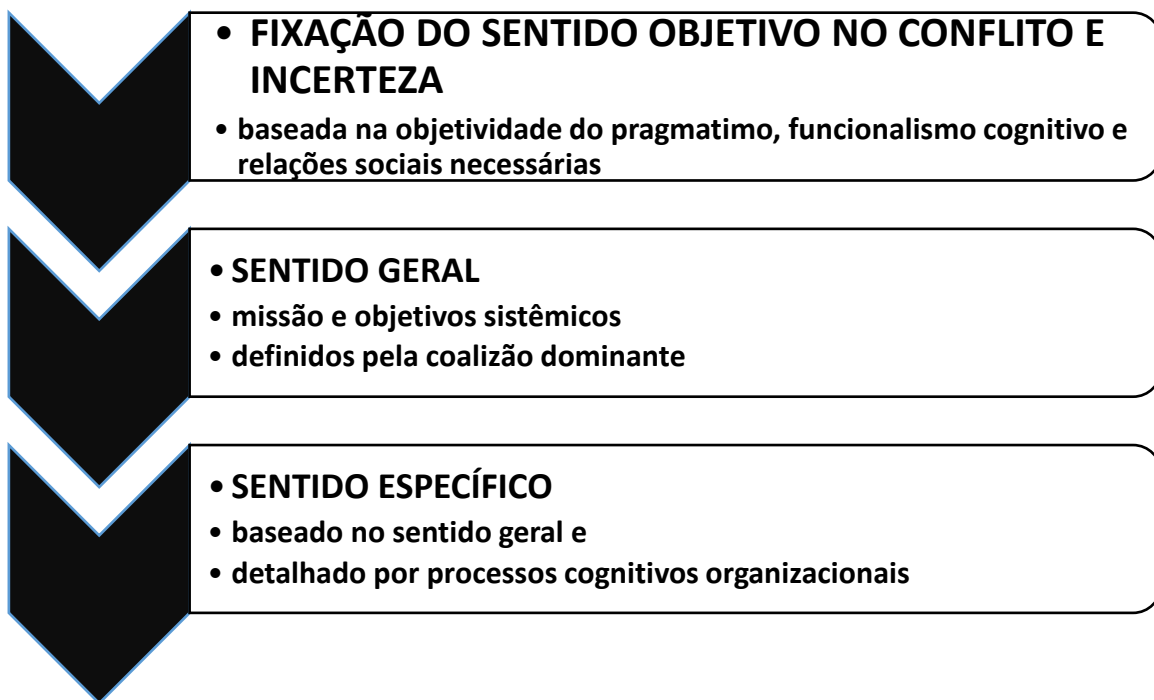 • FIXAÇÃO DO SENTIDO OBJETIVO NO CONFLITO E
INCERTEZA
• baseada na objetividade do pragmatimo, funcionalismo cognitivo e
relações sociais necessárias
• SENTIDO GERAL
• missão e objetivos sistêmicos
• definidos pela coalizão dominante
• SENTIDO ESPECÍFICO
• baseado no sentido geral e
• detalhado por processos cognitivos organizacionais